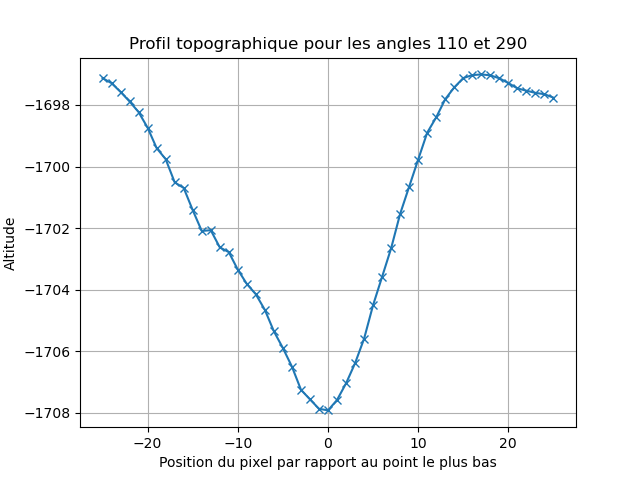 Profil topographique pour les angles 110 et 290
Altitude
−1698
−1700
−1702
−1704
−1706
−1708
−20 −10 0 10 20
Position du pixel par rapport au point le plus bas